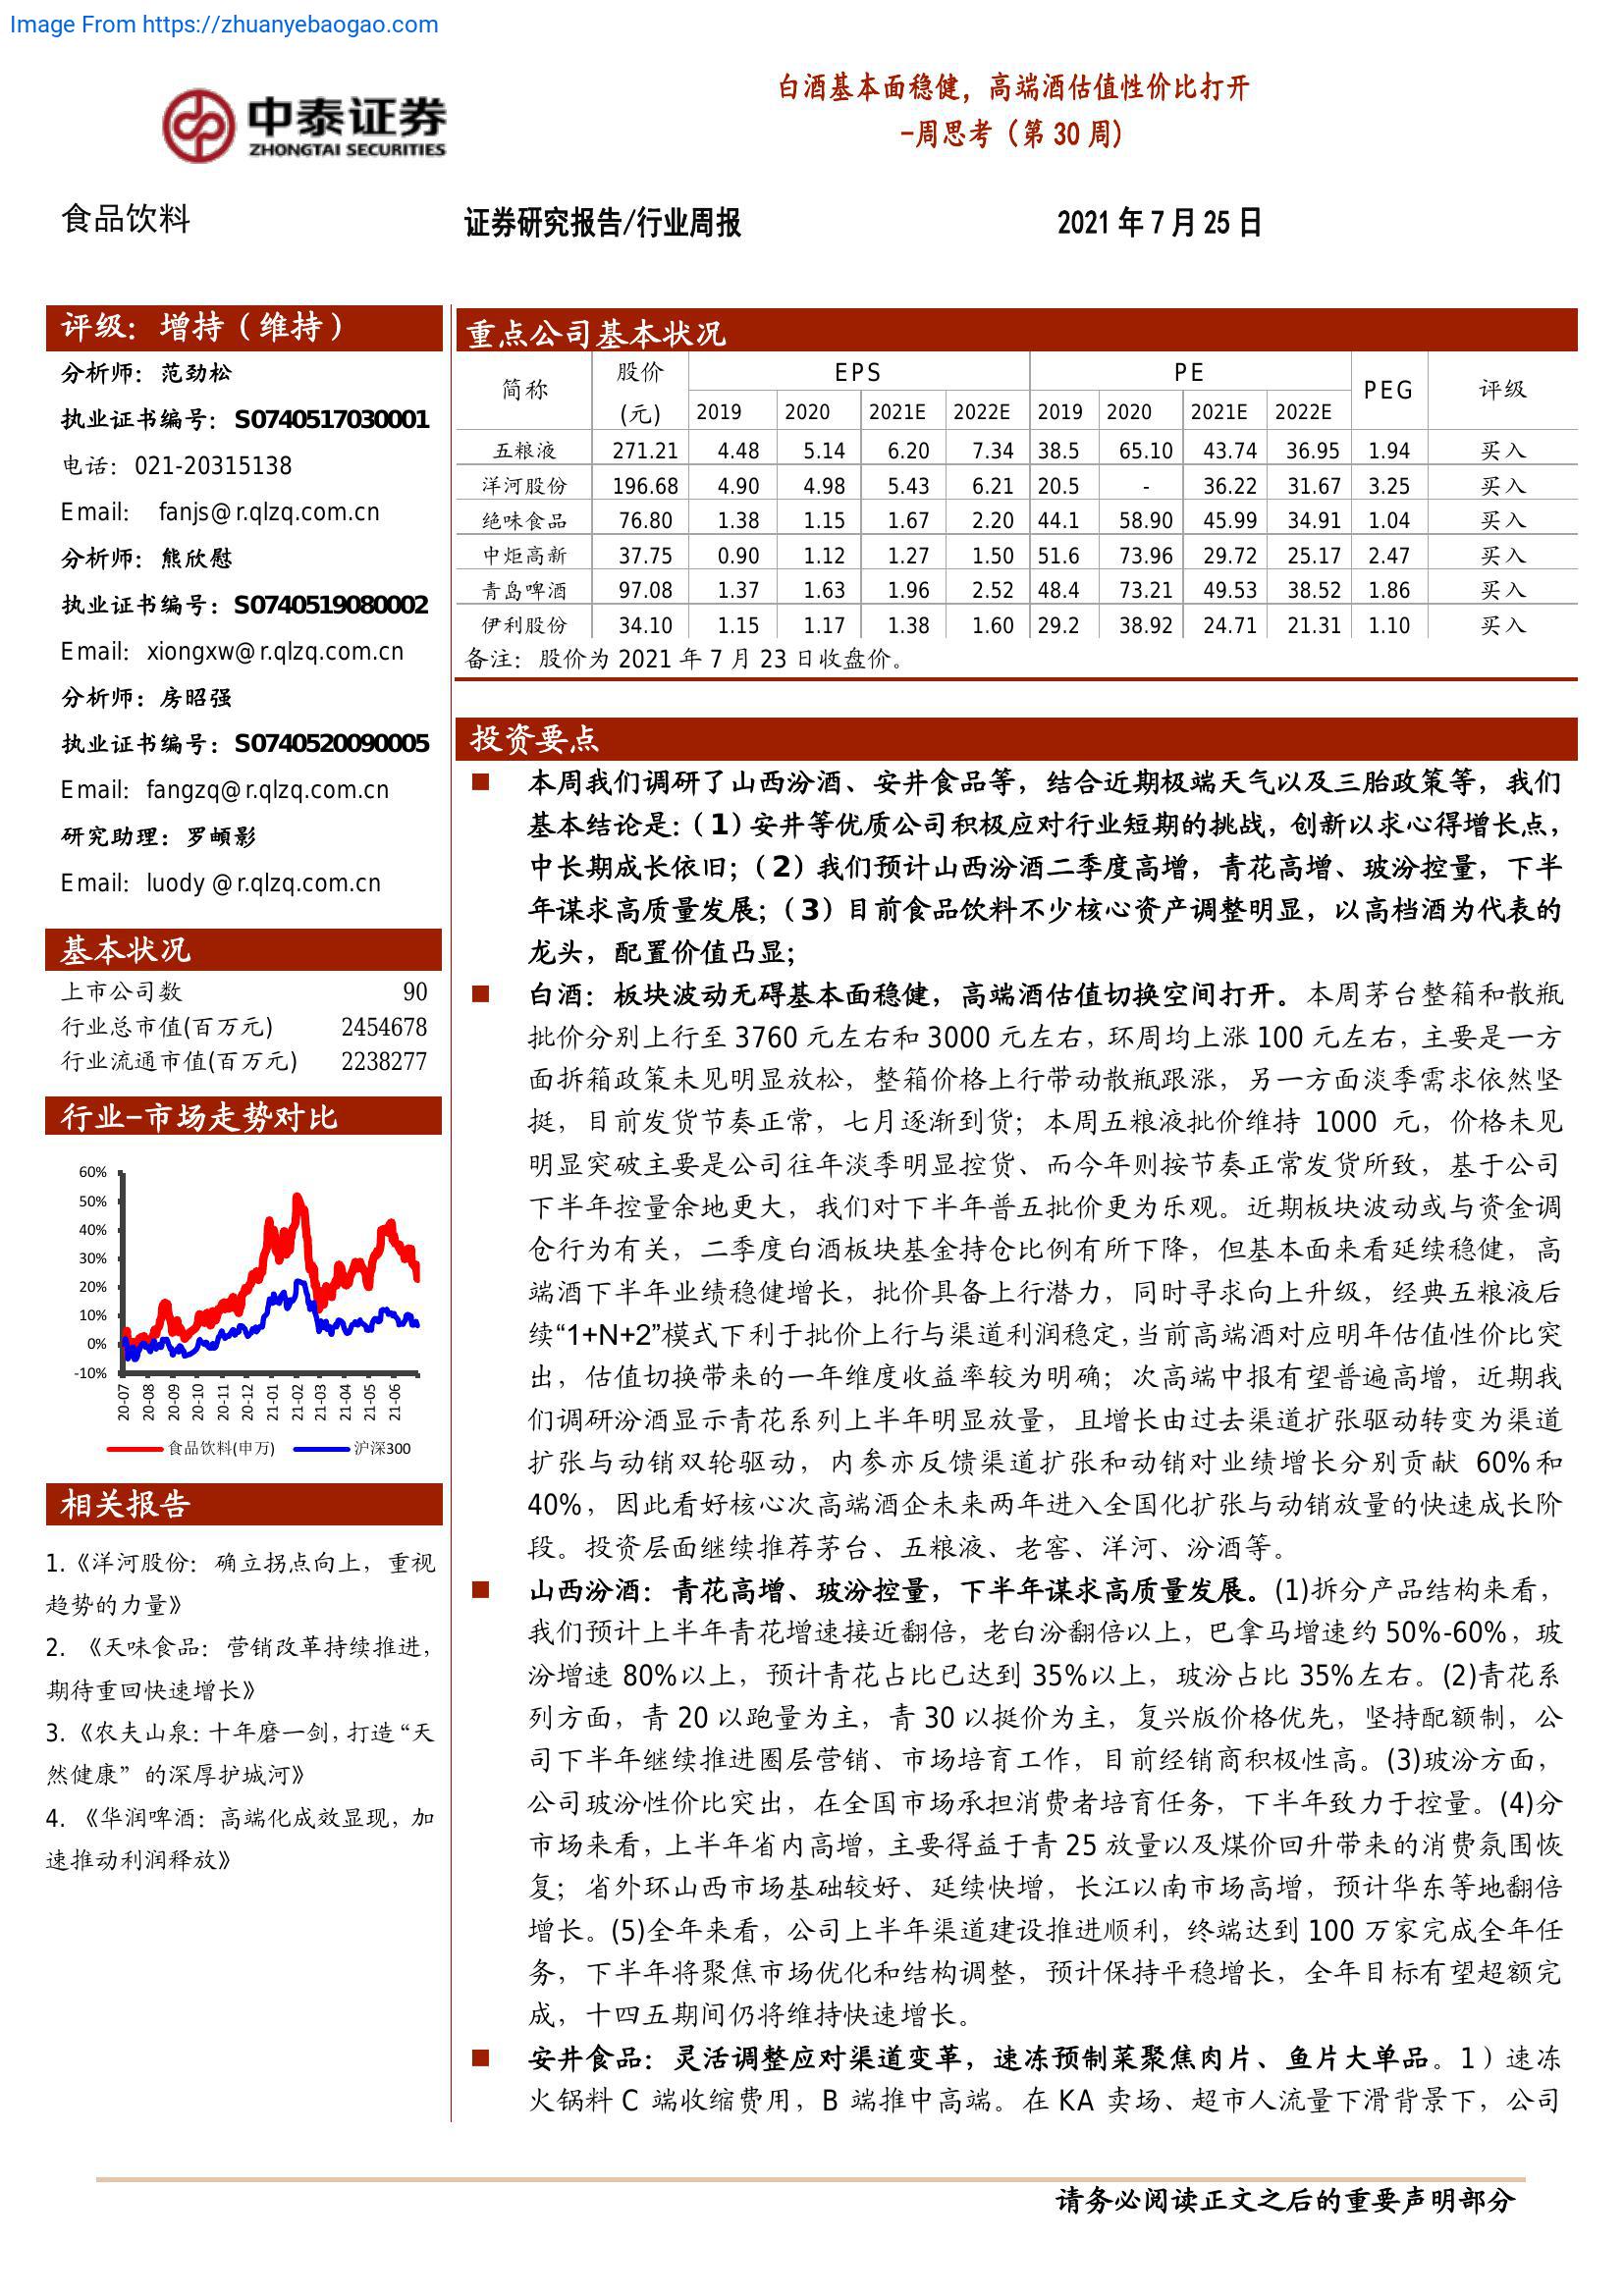 Image From https://zhuanyebaogao.com
中泰证券
ZHONGTAI SECURITIES
白酒基本面稳健，高端酒估值性价比打开
-周思考（第 30 周）
食品饮料
证券研究报告/行业周报
2021 年 7 月 25 日
评级：增持（维持）
分析师：范劲松
执业证书编号：S0740517030001
电话：021-20315138
Email: fanjs@r.qlzq.com.cn
分析师：熊欣慰
执业证书编号：S0740519080002
Email: xiongxw@r.qlzq.com.cn
分析师：房昭强
执业证书编号：S0740520090005
Email: fangzq@r.qlzq.com.cn
研究助理：罗頔影
Email: luody @r.qlzq.com.cn
基本状况
上市公司数 90
行业总市值(百万元) 2454678
行业流通市值(百万元) 2238277
行业-市场走势对比
60%
50%
40%
30%
20%
10%
0%
-10%
20-07 20-08 20-09 20-10 20-11 20-12 21-01 21-02 21-03 21-04 21-05 21-06
食品饮料(申万) 沪深300
相关报告
1.《洋河股份：确立拐点向上，重视
趋势的力量》
2. 《天味食品：营销改革持续推进，
期待重回快速增长》
3.《农夫山泉：十年磨一剑，打造“天
然健康”的深厚护城河》
4. 《华润啤酒：高端化成效显现，加
速推动利润释放》
重点公司基本状况
简称 股价(元) EPS PE PEG 评级
2019 2020 2021E 2022E 2019 2020 2021E 2022E
五粮液 271.21 4.48 5.14 6.20 7.34 38.5 65.10 43.74 36.95 1.94 买入
洋河股份 196.68 4.90 4.98 5.43 6.21 20.5 - 36.22 31.67 3.25 买入
绝味食品 76.80 1.38 1.15 1.67 2.20 44.1 58.90 45.99 34.91 1.04 买入
中炬高新 37.75 0.90 1.12 1.27 1.50 51.6 73.96 29.72 25.17 2.47 买入
青岛啤酒 97.08 1.37 1.63 1.96 2.52 48.4 73.21 49.53 38.52 1.86 买入
伊利股份 34.10 1.15 1.17 1.38 1.60 29.2 38.92 24.71 21.31 1.10 买入
备注：股价为 2021 年 7 月 23 日收盘价。
投资要点
本周我们调研了山西汾酒、安井食品等，结合近期极端天气以及三胎政策等，我们
基本结论是：（1）安井等优质公司积极应对行业短期的挑战，创新以求心得增长点，
中长期成长依旧；（2）我们预计山西汾酒二季度高增，青花高增、玻汾控量，下半
年谋求高质量发展；（3）目前食品饮料不少核心资产调整明显，以高档酒为代表的
龙头，配置价值凸显；
白酒：板块波动无碍基本面稳健，高端酒估值切换空间打开。本周茅台整箱和散瓶
批价分别上行至 3760 元左右和 3000 元左右，环周均上涨 100 元左右，主要是一方
面拆箱政策未见明显放松，整箱价格上行带动散瓶跟涨，另一方面淡季需求依然坚
挺，目前发货节奏正常，七月逐渐到货；本周五粮液批价维持 1000 元，价格未见
明显突破主要是公司往年淡季明显控货、而今年则按节奏正常发货所致，基于公司
下半年控量余地更大，我们对下半年普五批价更为乐观。近期板块波动或与资金调
仓行为有关，二季度白酒板块基金持仓比例有所下降，但基本面来看延续稳健，高
端酒下半年业绩稳健增长，批价具备上行潜力，同时寻求向上升级，经典五粮液后
续“1+N+2”模式下利于批价上行与渠道利润稳定，当前高端酒对应明年估值性价比突
出，估值切换带来的一年维度收益率较为明确；次高端中报有望普遍高增，近期我
们调研汾酒显示青花系列上半年明显放量，且增长由过去渠道扩张驱动转变为渠道
扩张与动销双轮驱动，内参亦反馈渠道扩张和动销对业绩增长分别贡献 60%和
40%，因此看好核心次高端酒企未来两年进入全国化扩张与动销放量的快速成长阶
段。投资层面继续推荐茅台、五粮液、老窖、洋河、汾酒等。
山西汾酒：青花高增、玻汾控量，下半年谋求高质量发展。(1)拆分产品结构来看，
我们预计上半年青花增速接近翻倍，老白汾翻倍以上，巴拿马增速约 50%-60%，玻
汾增速 80%以上，预计青花占比已达到 35%以上，玻汾占比 35%左右。(2)青花系
列方面，青 20 以跑量为主，青 30 以挺价为主，复兴版价格优先，坚持配额制，公
司下半年继续推进圈层营销、市场培育工作，目前经销商积极性高。(3)玻汾方面，
公司玻汾性价比突出，在全国市场承担消费者培育任务，下半年致力于控量。(4)分
市场来看，上半年省内高增，主要得益于青 25 放量以及煤价回升带来的消费氛围恢
复；省外环山西市场基础较好、延续快增，长江以南市场高增，预计华东等地翻倍
增长。(5)全年来看，公司上半年渠道建设推进顺利，终端达到 100 万家完成全年任
务，下半年将聚焦市场优化和结构调整，预计保持平稳增长，全年目标有望超额完
成，十四五期间仍将维持快速增长。
安井食品：灵活调整应对渠道变革，速冻预制菜聚焦肉片、鱼片大单品。1）速冻
火锅料 C 端收缩费用，B 端推中高端。在 KA 卖场、超市人流量下滑背景下，公司
请务必阅读正文之后的重要声明部分